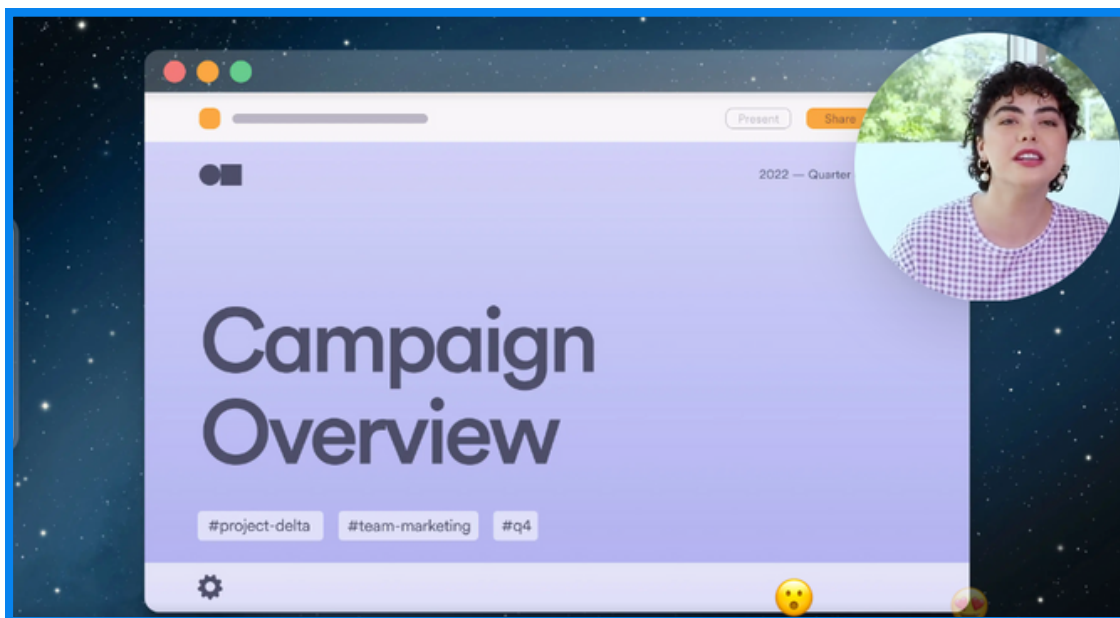 Present
Share
2022 — Quarter
Campaign
Overview
#project-delta #team-marketing #q4